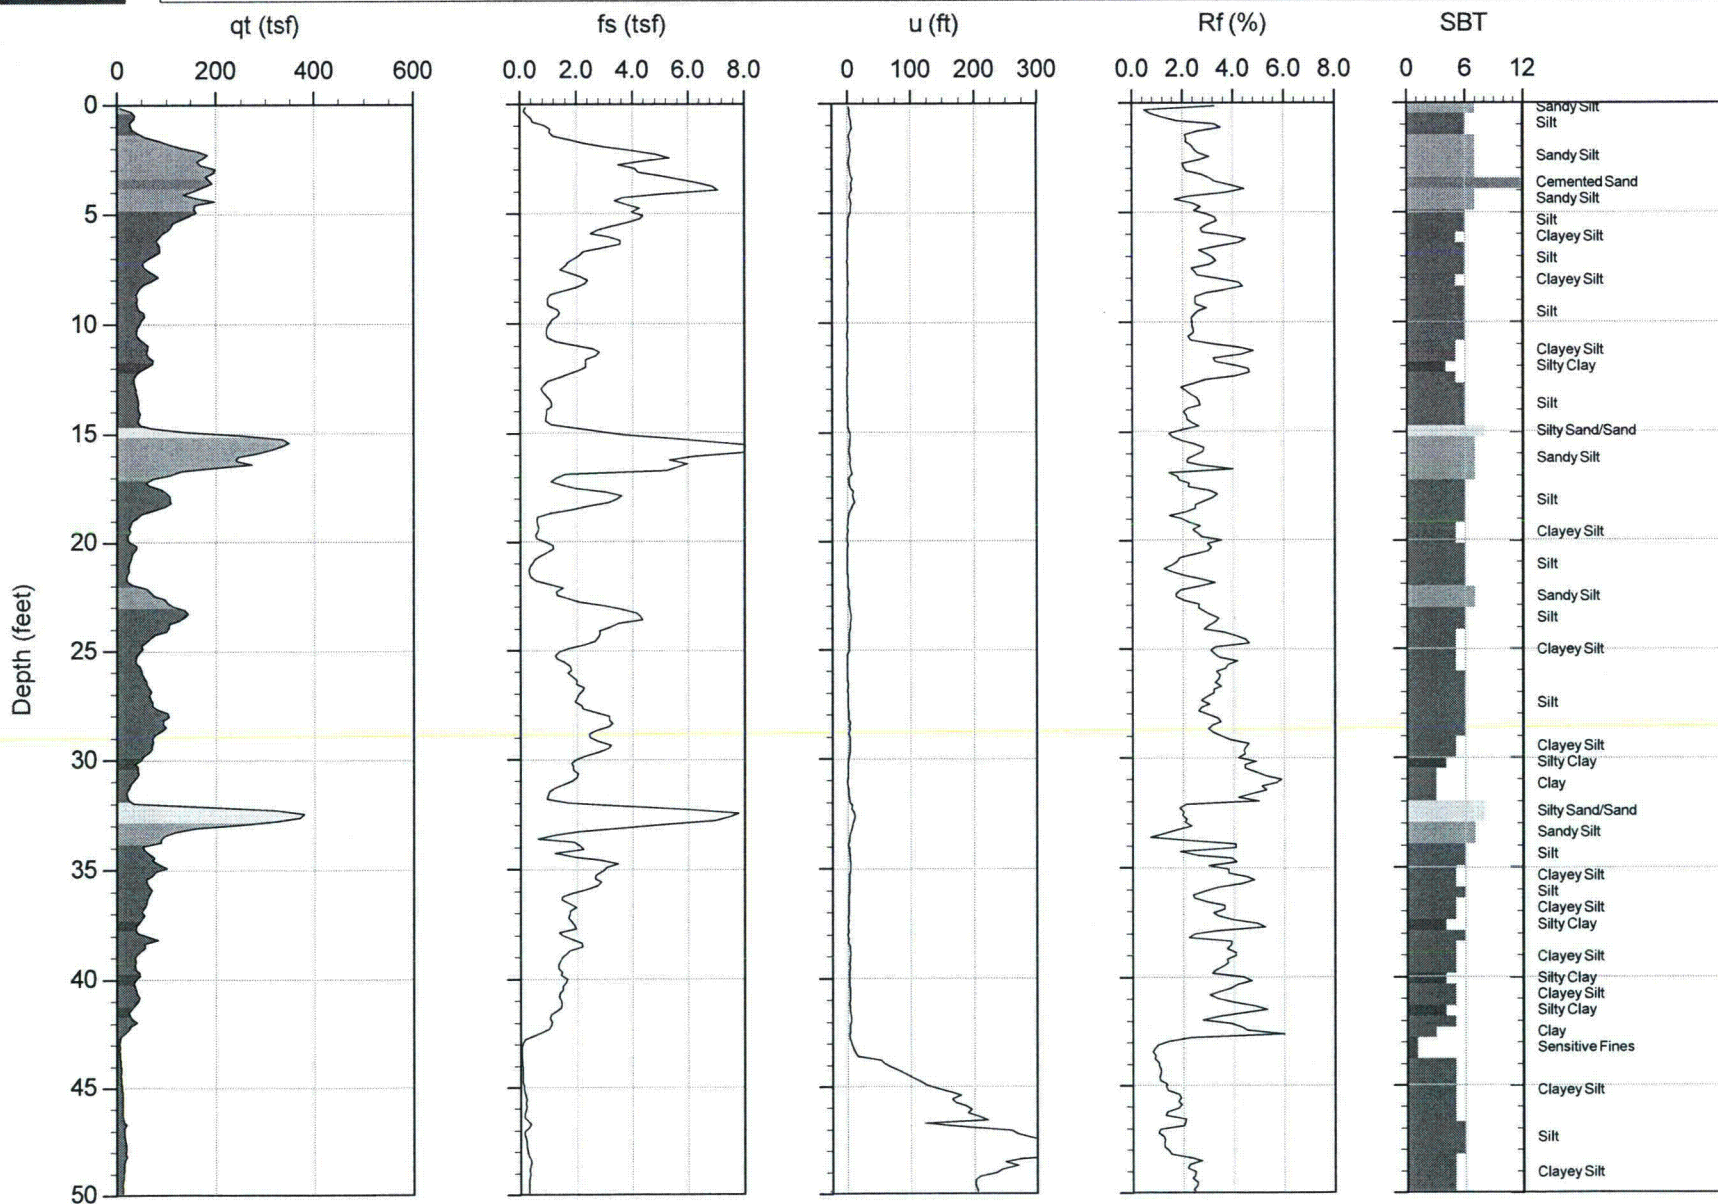 qt (tsf) fs (tsf) u (ft) Rf (%) SBT
0 200 400 600 0.0 2.0 4.0 6.0 8.0 0 100 200 300 0.0 2.0 4.0 6.0 8.0 0 6 12
0
5
10
15
20
25
30
35
40
45
50
Depth (feet)
Sandy Silt
Silt
Sandy Silt
Cemented Sand
Sandy Silt
Silt
Clayey Silt
Silt
Clayey Silt
Silt
Clayey Silt
Silty Clay
Silt
Silty Sand/Sand
Sandy Silt
Silt
Clayey Silt
Silt
Sandy Silt
Silt
Clayey Silt
Silt
Clayey Silt
Silty Clay
Clay
Silty Sand/Sand
Sandy Silt
Silt
Clayey Silt
Silt
Clayey Silt
Silty Clay
Clayey Silt
Silty Clay
Clayey Silt
Silty Clay
Clay
Sensitive Fines
Clayey Silt
Silt
Clayey Silt